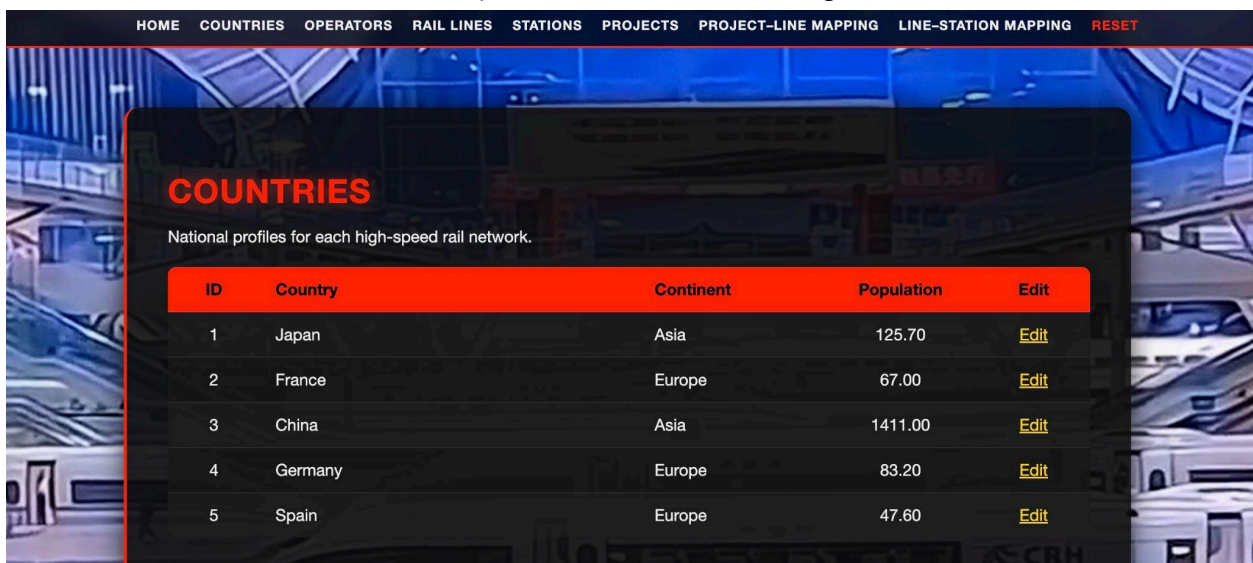 HOME COUNTRIES OPERATORS RAIL LINES STATIONS PROJECTS PROJECT–LINE MAPPING LINE–STATION MAPPING RESET
COUNTRIES
National profiles for each high-speed rail network.
ID Country Continent Population Edit
1 Japan Asia 125.70 Edit
2 France Europe 67.00 Edit
3 China Asia 1411.00 Edit
4 Germany Europe 83.20 Edit
5 Spain Europe 47.60 Edit
CRH